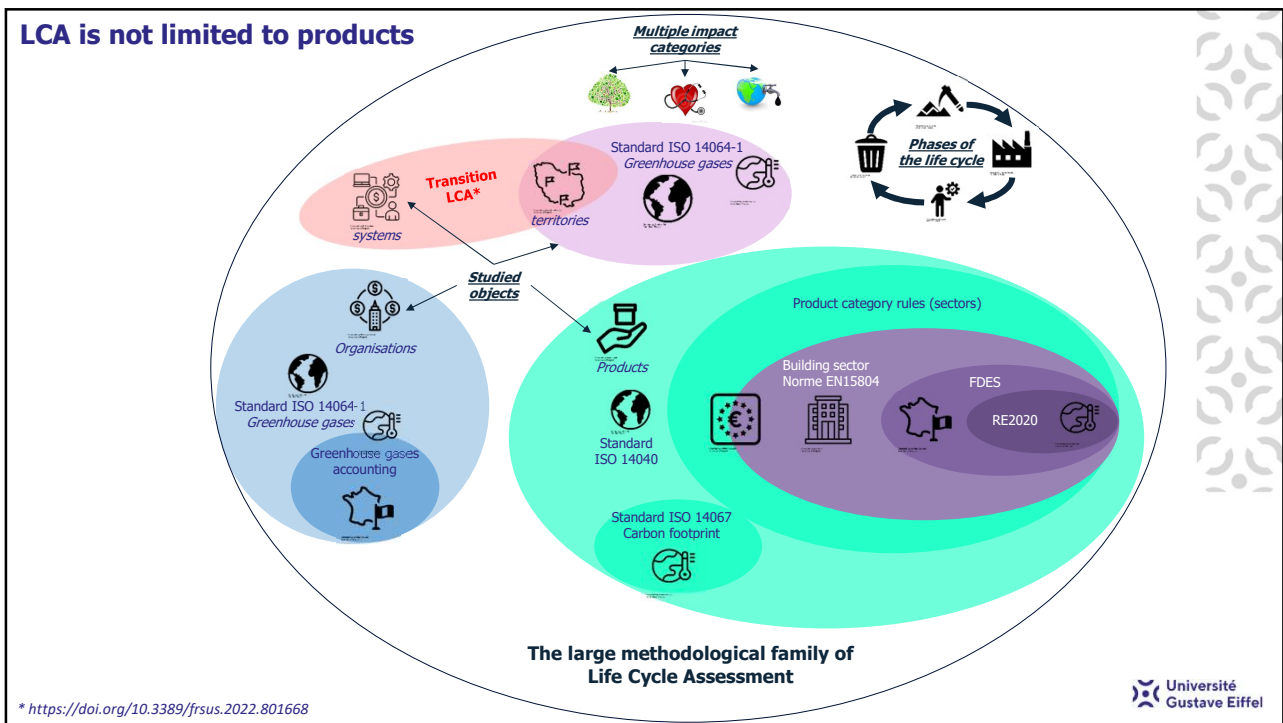 LCA is not limited to products
Multiple impact
categories
Phases of
the life cycle
Standard ISO 14064-1
Greenhouse gases
Transition
LCA*
systems
territories
Studied
objects
Organisations
Standard ISO 14064-1
Greenhouse gases
Greenhouse gases
accounting
Products
Standard
ISO 14040
Product category rules (sectors)
Building sector
Norme EN15804
FDES
RE2020
Standard ISO 14067
Carbon footprint
The large methodological family of
Life Cycle Assessment
* https://doi.org/10.3389/frsus.2022.801668
Université
Gustave Eiffel